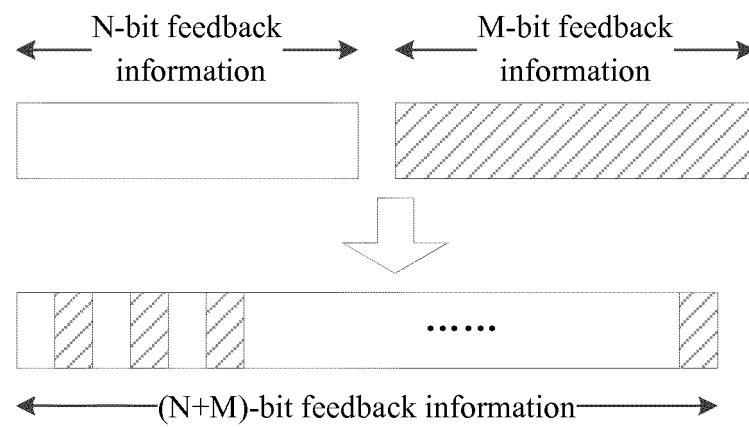 N-bit feedback
information
M-bit feedback
information
......
(N+M)-bit feedback information